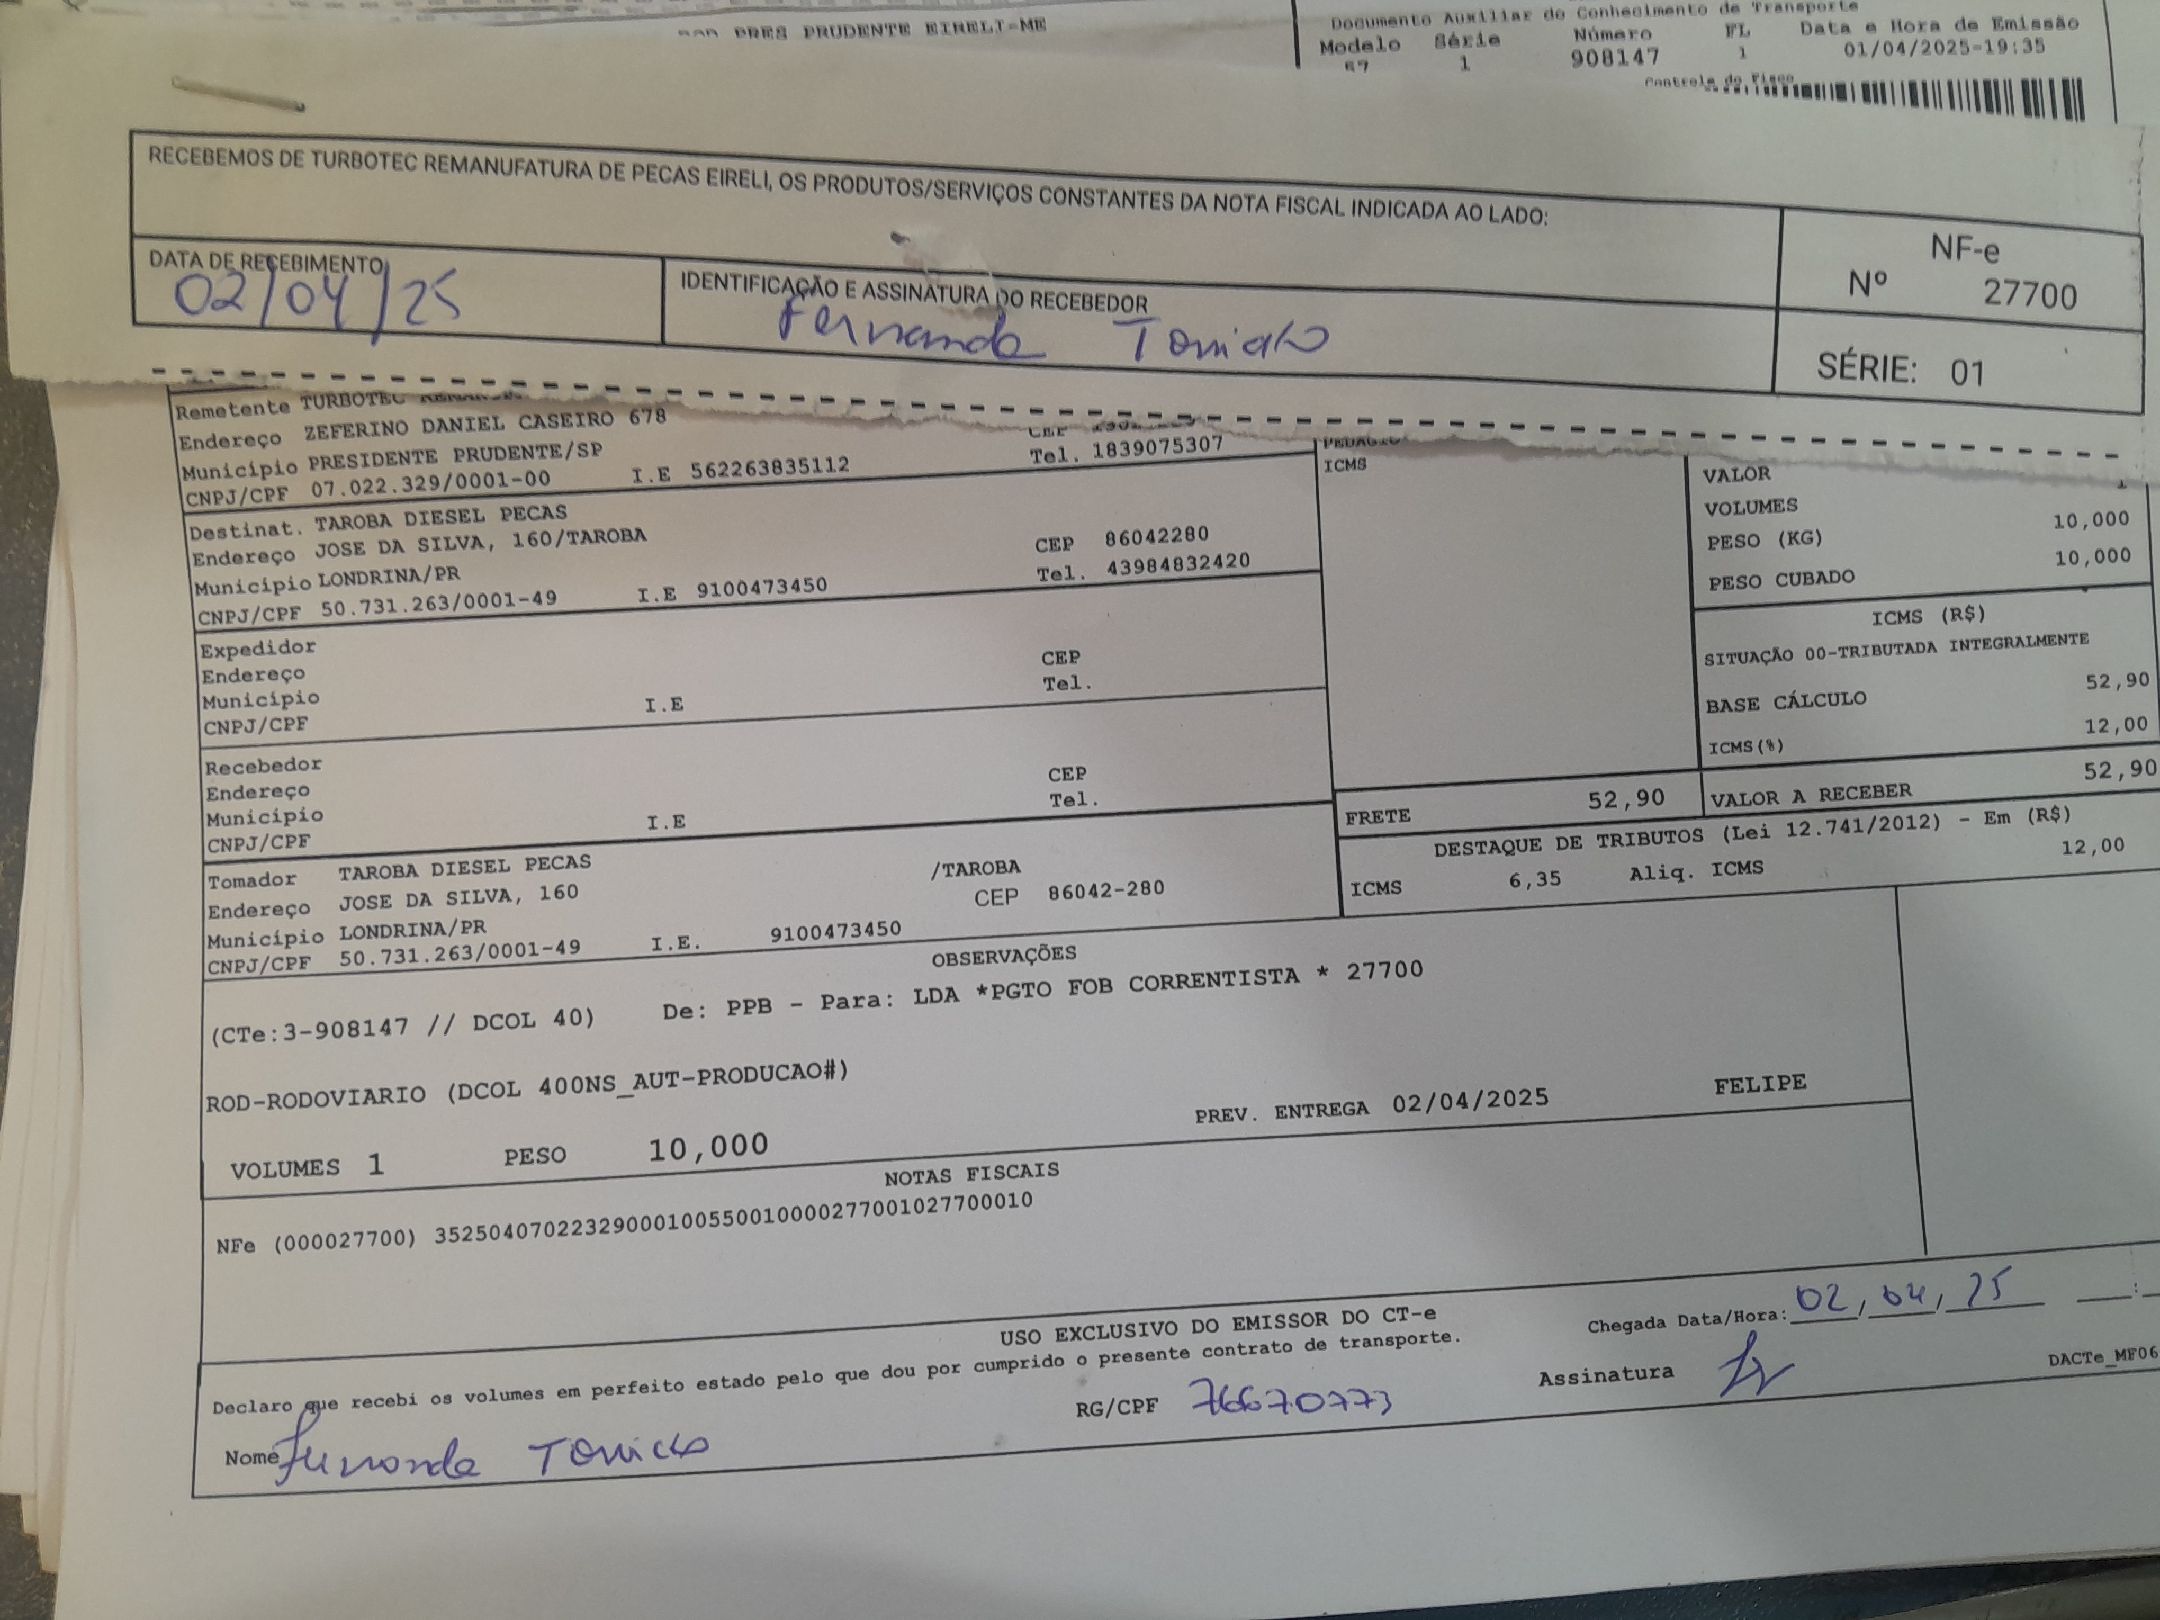 PRES PRUDENTE EIRELI-ME
Documento Auxiliar do Conhecimento de Transporte
Modelo Série Número FL Data e Hora de Emissão
1 908147 1 01/04/2025-19:35
Controle do Fisco
RECEBEMOS DE TURBOTEC REMANUFATURA DE PECAS EIRELI, OS PRODUTOS/SERVIÇOS CONSTANTES DA NOTA FISCAL INDICADA AO LADO:
NF-e
Nº 27700
SÉRIE: 01
DATA DE RECEBIMENTO
02/04/25
IDENTIFICAÇÃO E ASSINATURA DO RECEBEDOR
Fernanda
Remetente TURBOTEC
Endereço ZEFERINO DANIEL CASEIRO 678
Município PRESIDENTE PRUDENTE/SP CEP
CNPJ/CPF 07.022.329/0001-00 I.E 562263835112 Tel. 1839075307
Destinat. TAROBA DIESEL PECAS
Endereço JOSE DA SILVA, 160/TAROBA
Município LONDRINA/PR CEP 86042280
CNPJ/CPF 50.731.263/0001-49 I.E 9100473450 Tel. 43984832420
Expedidor
Endereço
Município CEP
CNPJ/CPF I.E Tel.
Recebedor
Endereço
Município CEP
CNPJ/CPF I.E Tel.
Tomador TAROBA DIESEL PECAS
Endereço JOSE DA SILVA, 160 /TAROBA
Município LONDRINA/PR CEP 86042-280
CNPJ/CPF 50.731.263/0001-49 I.E. 9100473450
PEDAGIO
ICMS
VALOR
VOLUMES 1
PESO (KG) 10,000
PESO CUBADO 10,000
ICMS (R$)
SITUAÇÃO 00-TRIBUTADA INTEGRALMENTE
BASE CÁLCULO 52,90
ICMS(%) 12,00
FRETE 52,90 VALOR A RECEBER 52,90
DESTAQUE DE TRIBUTOS (Lei 12.741/2012) - Em (R$)
ICMS 6,35 Aliq. ICMS 12,00
OBSERVAÇÕES
(CTe:3-908147 // DCOL 40) De: PPB - Para: LDA *PGTO FOB CORRENTISTA * 27700
ROD-RODOVIARIO (DCOL 400NS_AUT-PRODUCAO#)
VOLUMES 1 PESO 10,000 PREV. ENTREGA 02/04/2025 FELIPE
NOTAS FISCAIS
NFe (000027700) 35250407022329000100550010000277001027700010
USO EXCLUSIVO DO EMISSOR DO CT-e
Declaro que recebi os volumes em perfeito estado pelo que dou por cumprido o presente contrato de transporte.
Chegada Data/Hora: 02, 04, 25 __:
Nome Fernanda RG/CPF 76670773 Assinatura
DACTe_MF06